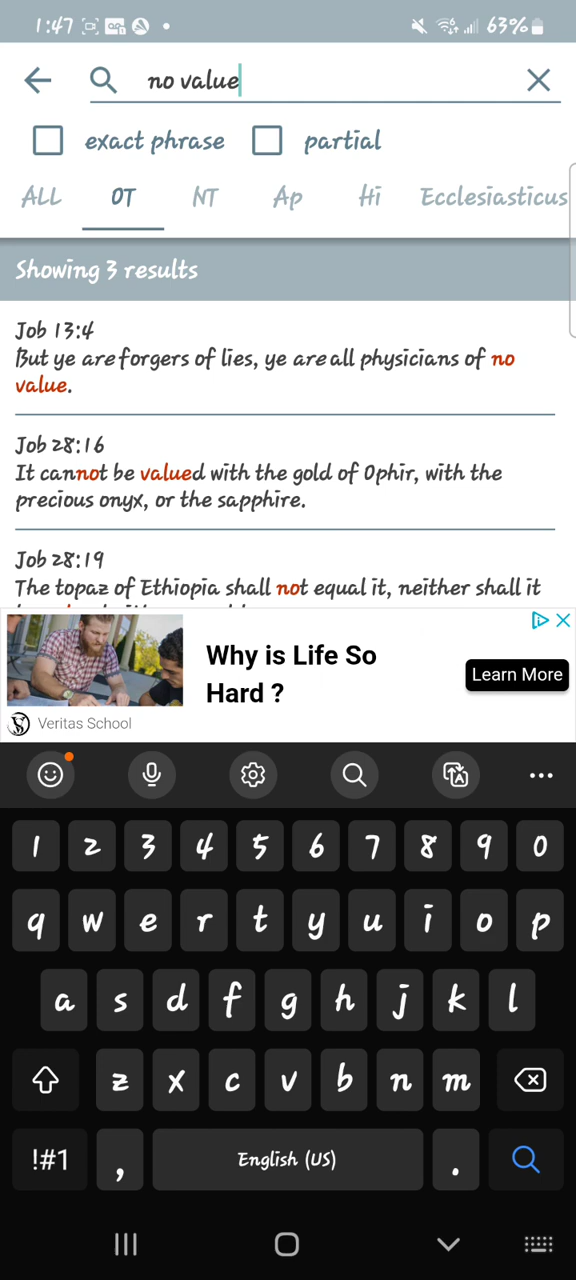 1:47 63%
no value
exact phrase partial
ALL OT NT Ap Hi Ecclesiasticus
Showing 3 results
Job 13:4
But ye are forgers of lies, ye are all physicians of no
value.
Job 28:16
It cannot be valued with the gold of Ophir, with the
precious onyx, or the sapphire.
Job 28:19
The topaz of Ethiopia shall not equal it, neither shall it
Why is Life So
Hard ?
Learn More
Veritas School
1 2 3 4 5 6 7 8 9 0
q w e r t y u i o p
a s d f g h j k l
z x c v b n m
!#1 , English (US) .